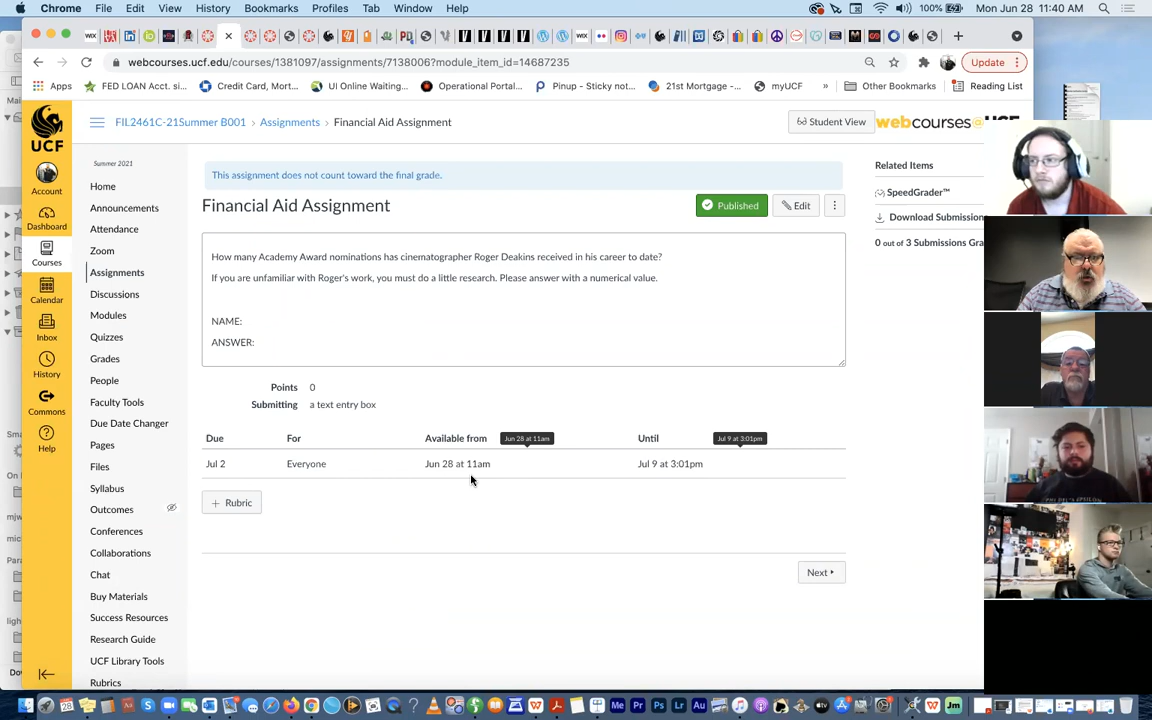 Chrome File Edit View History Bookmarks Profiles Tab Window Help 100% Mon Jun 28 11:40 AM
webcourses.ucf.edu/courses/1381097/assignments/7138006?module_item_id=14687235 Update
Apps FED LOAN Acct. si... Credit Card, Mort... UI Online Waiting... Operational Portal... Pinup - Sticky not... 21st Mortgage -... myUCF » Other Bookmarks Reading List
UCF
Account
Dashboard
Courses
Calendar
Inbox
History
Commons
Help
FIL2461C-21Summer B001 › Assignments › Financial Aid Assignment
Student View
webcourses@
Summer 2021
Home
Announcements
Attendance
Zoom
Assignments
Discussions
Modules
Quizzes
Grades
People
Faculty Tools
Due Date Changer
Pages
Files
Syllabus
Outcomes
Conferences
Collaborations
Chat
Buy Materials
Success Resources
Research Guide
UCF Library Tools
Rubrics
This assignment does not count toward the final grade.
Financial Aid Assignment
Published Edit
How many Academy Award nominations has cinematographer Roger Deakins received in his career to date?
If you are unfamiliar with Roger's work, you must do a little research. Please answer with a numerical value.
NAME:
ANSWER:
Points 0
Submitting a text entry box
Due For Available from Jun 28 at 11am Until Jul 9 at 3:01pm
Jul 2 Everyone Jun 28 at 11am Jul 9 at 3:01pm
+ Rubric
Next
Related Items
SpeedGrader™
Download Submissio
0 out of 3 Submissions Gra